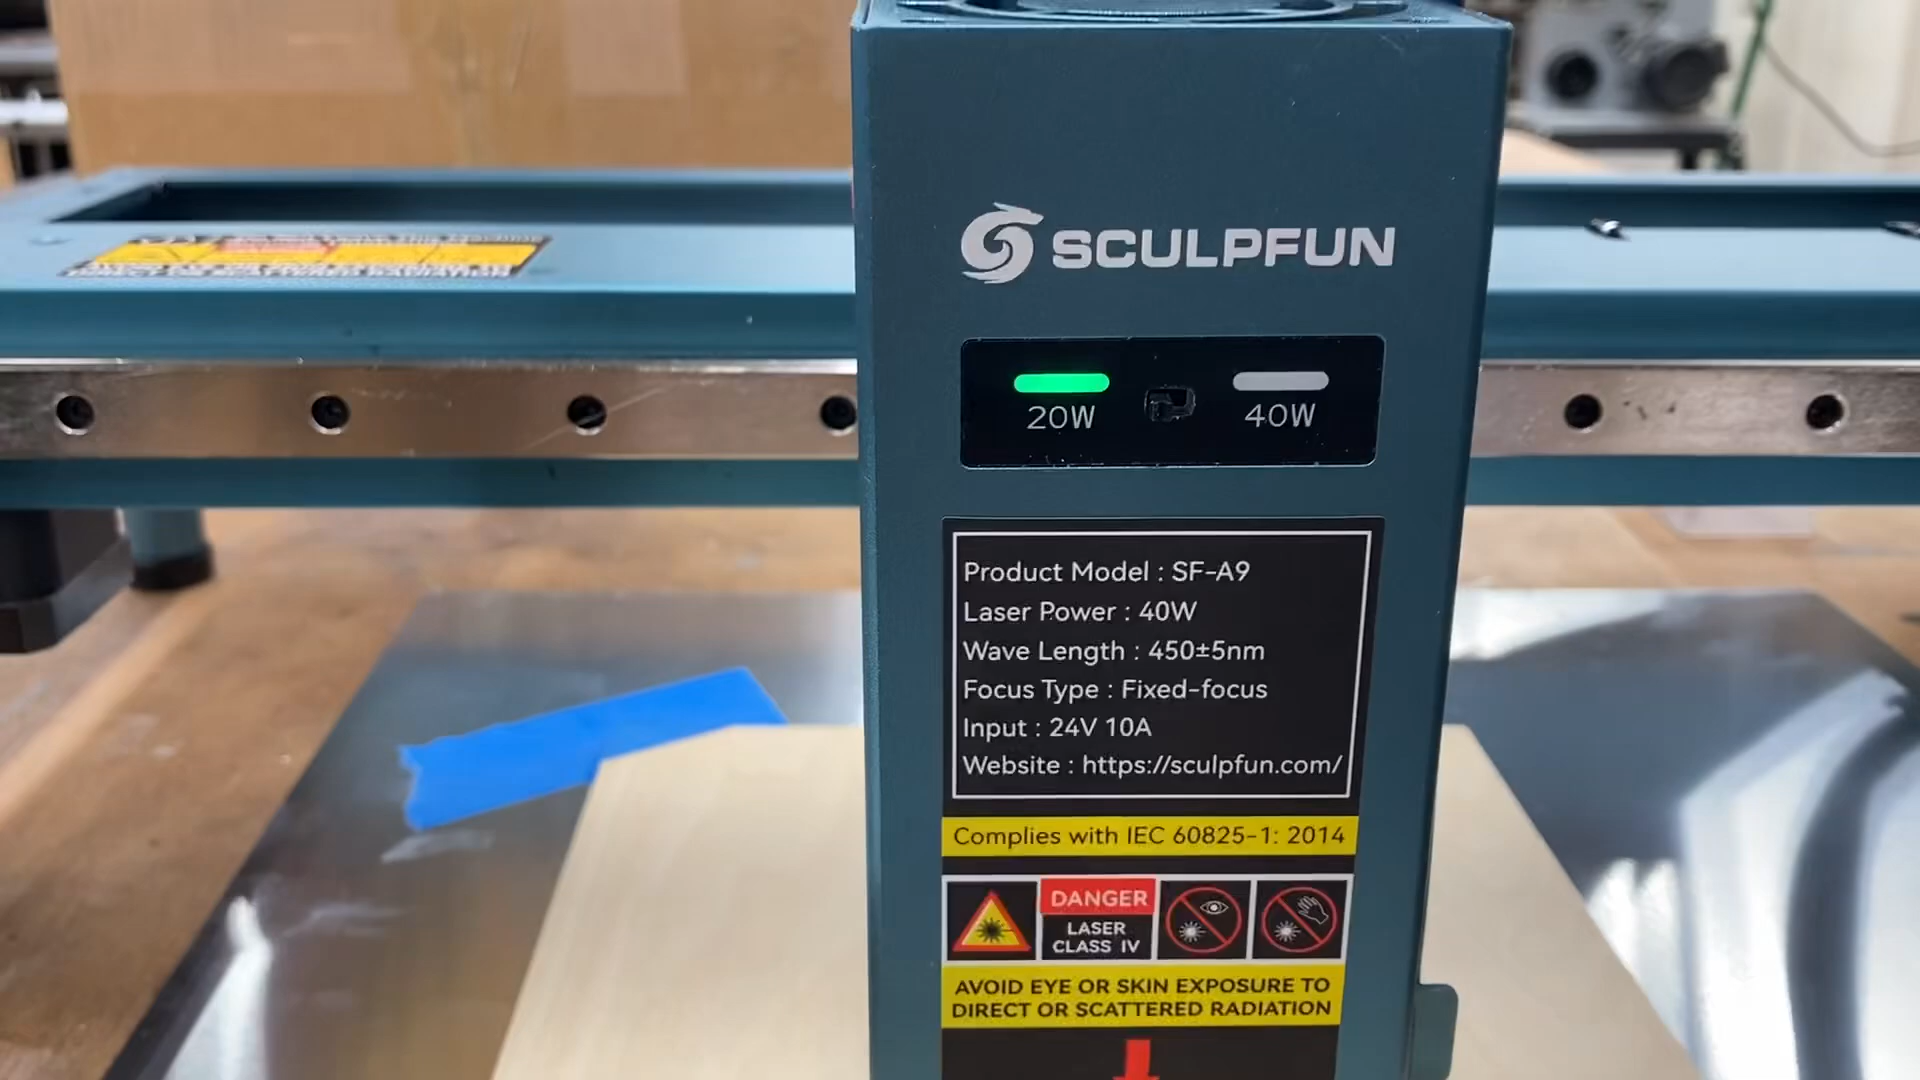 SCULPFUN
20W 40W
Product Model : SF-A9
Laser Power : 40W
Wave Length : 450±5nm
Focus Type : Fixed-focus
Input : 24V 10A
Website : https://sculpfun.com/
Complies with IEC 60825-1: 2014
DANGER
LASER
CLASS IV
AVOID EYE OR SKIN EXPOSURE TO
DIRECT OR SCATTERED RADIATION